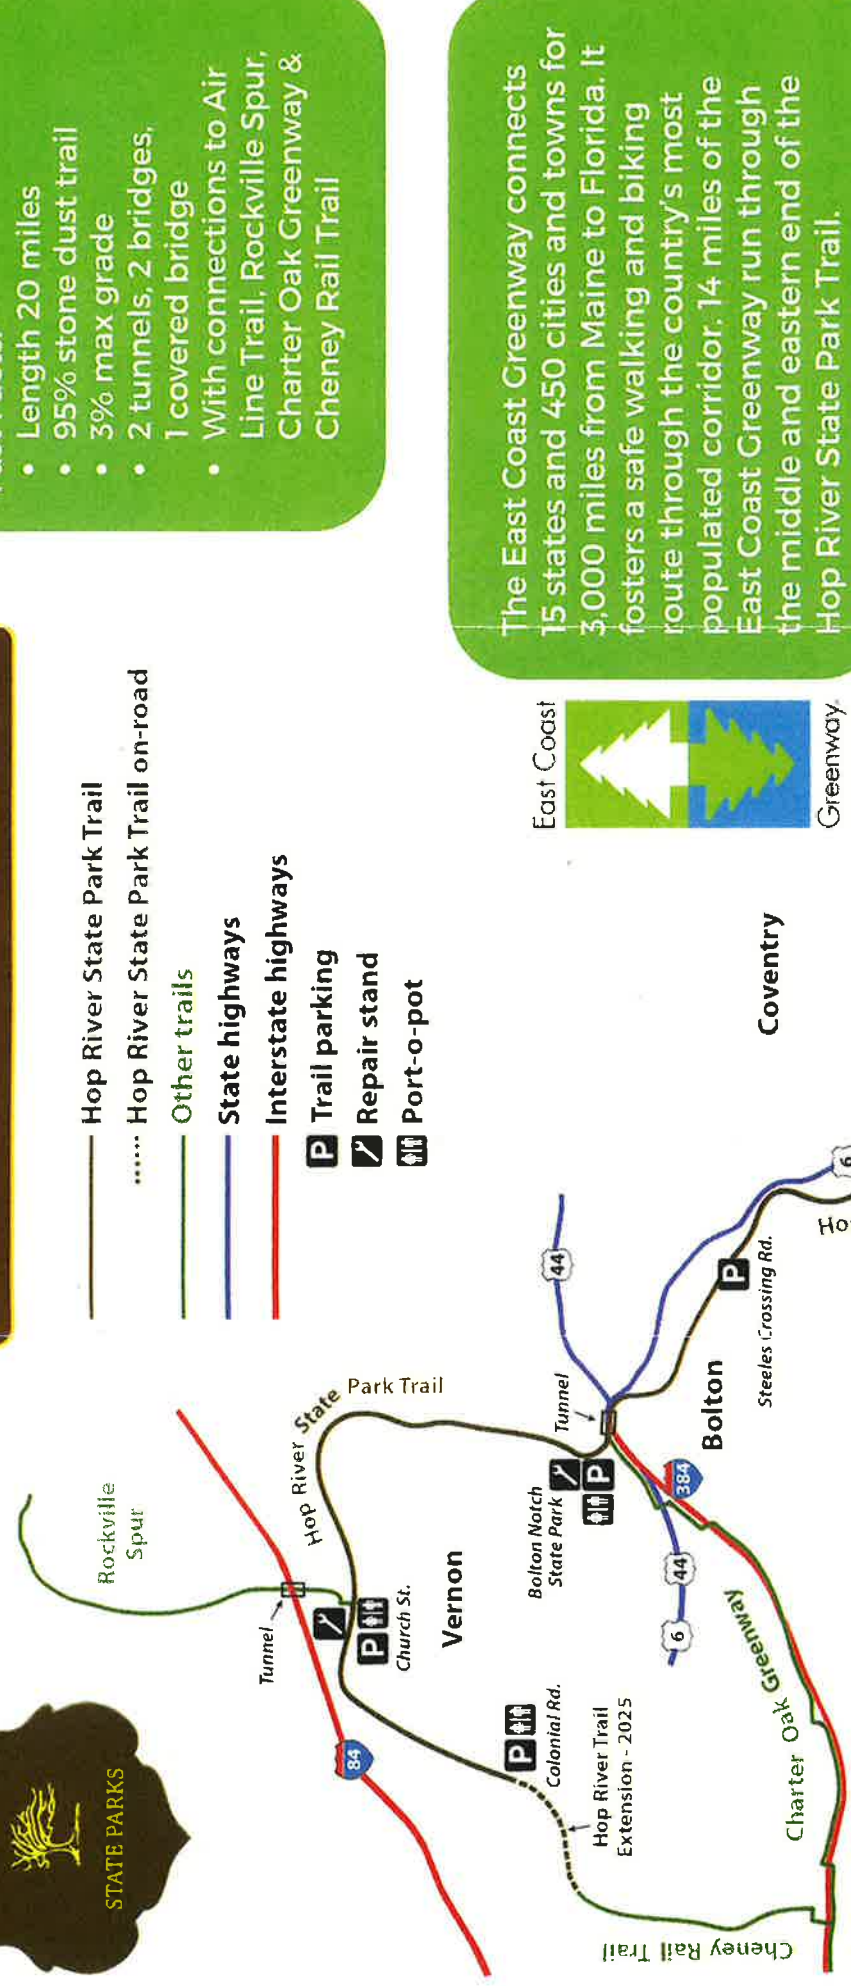 STATE PARKS
Hop River State Park Trail
Hop River State Park Trail on-road
Other trails
State highways
Interstate highways
P Trail parking
Repair stand
Port-o-pot
• Length 20 miles
• 95% stone dust trail
• 3% max grade
• 2 tunnels, 2 bridges,
1 covered bridge
• With connections to Air
Line Trail, Rockville Spur,
Charter Oak Greenway &
Cheney Rail Trail
Rockville
Spur
Tunnel
84
P
Church St.
Hop River State Park Trail
Vernon
P
Colonial Rd.
Hop River Trail
Extension - 2025
Cheney Rail Trail
Charter Oak Greenway
Bolton Notch
State Park
P
Tunnel
44
6
44
384
Bolton
P
Steeles Crossing Rd.
6
Coventry
East Coast
Greenway
The East Coast Greenway connects
15 states and 450 cities and towns for
3,000 miles from Maine to Florida. It
fosters a safe walking and biking
route through the country's most
populated corridor. 14 miles of the
East Coast Greenway run through
the middle and eastern end of the
Hop River State Park Trail.